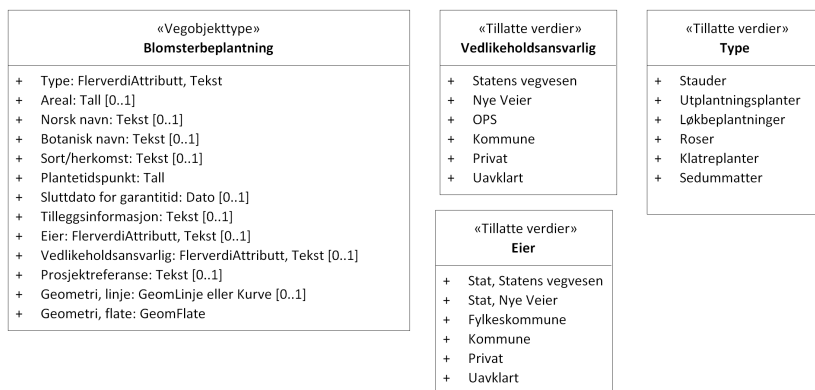 «Vegobjekttype»
Blomsterbeplantning
+ Type: FlerverdiAttributt, Tekst
+ Areal: Tall [0..1]
+ Norsk navn: Tekst [0..1]
+ Botanisk navn: Tekst [0..1]
+ Sort/herkomst: Tekst [0..1]
+ Plantetidspunkt: Tall
+ Sluttdato for garantitid: Dato [0..1]
+ Tilleggsinformasjon: Tekst [0..1]
+ Eier: FlerverdiAttributt, Tekst [0..1]
+ Vedlikeholdsansvarlig: FlerverdiAttributt, Tekst [0..1]
+ Prosjektreferanse: Tekst [0..1]
+ Geometri, linje: GeomLinje eller Kurve [0..1]
+ Geometri, flate: GeomFlate
«Tillatte verdier»
Vedlikeholdsansvarlig
+ Statens vegvesen
+ Nye Veier
+ OPS
+ Kommune
+ Privat
+ Uavklart
«Tillatte verdier»
Type
+ Stauder
+ Utplantningsplanter
+ Løkbeplantninger
+ Roser
+ Klatreplanter
+ Sedummatter
«Tillatte verdier»
Eier
+ Stat, Statens vegvesen
+ Stat, Nye Veier
+ Fylkeskommune
+ Kommune
+ Privat
+ Uavklart